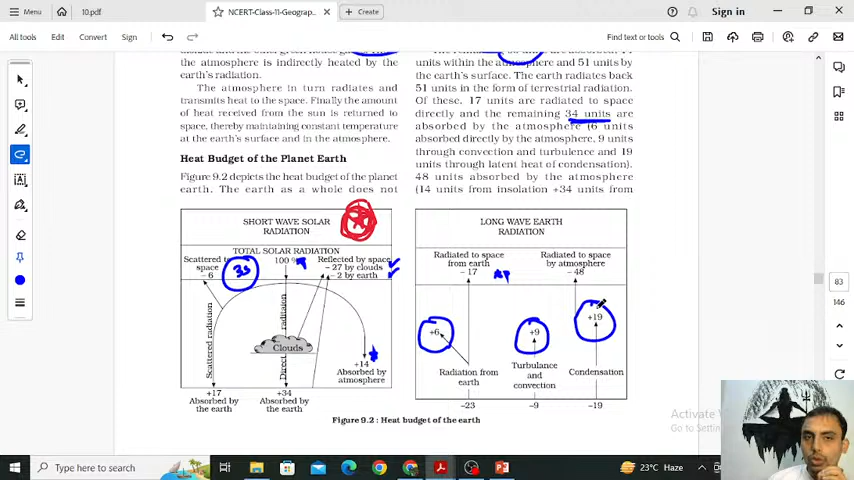 Menu
10.pdf
NCERT-Class-11-Geograp...
Create
Sign in
All tools
Edit
Convert
Sign
Find text or tools
the atmosphere is indirectly heated by the
earth's radiation.
The atmosphere in turn radiates and
transmits heat to the space. Finally the amount
of heat received from the sun is returned to
space, thereby maintaining constant temperature
at the earth's surface and in the atmosphere.
Heat Budget of the Planet Earth
Figure 9.2 depicts the heat budget of the planet
earth. The earth as a whole does not
units within the atmosphere and 51 units by
the earth's surface. The earth radiates back
51 units in the form of terrestrial radiation.
Of these, 17 units are radiated to space
directly and the remaining 34 units are
absorbed by the atmosphere (6 units
absorbed directly by the atmosphere, 9 units
through convection and turbulence and 19
units through latent heat of condensation).
48 units absorbed by the atmosphere
(14 units from insolation +34 units from
SHORT WAVE SOLAR
RADIATION
TOTAL SOLAR RADIATION
100 %
Scattered to
space
– 6
35
Reflected by space
– 27 by clouds
– 2 by earth
Scattered radiation
Direct radiation
Clouds
+14
Absorbed by
atmosphere
+17
Absorbed by
the earth
+34
Absorbed by
the earth
LONG WAVE EARTH
RADIATION
Radiated to space
from earth
– 17
Radiated to space
by atmosphere
– 48
+6
+9
+19
Radiation from
earth
Turbulance
and
convection
Condensation
–23
–9
–19
Figure 9.2 : Heat budget of the earth
83
146
Activate
Go to Setting
Type here to search
23°C Haze